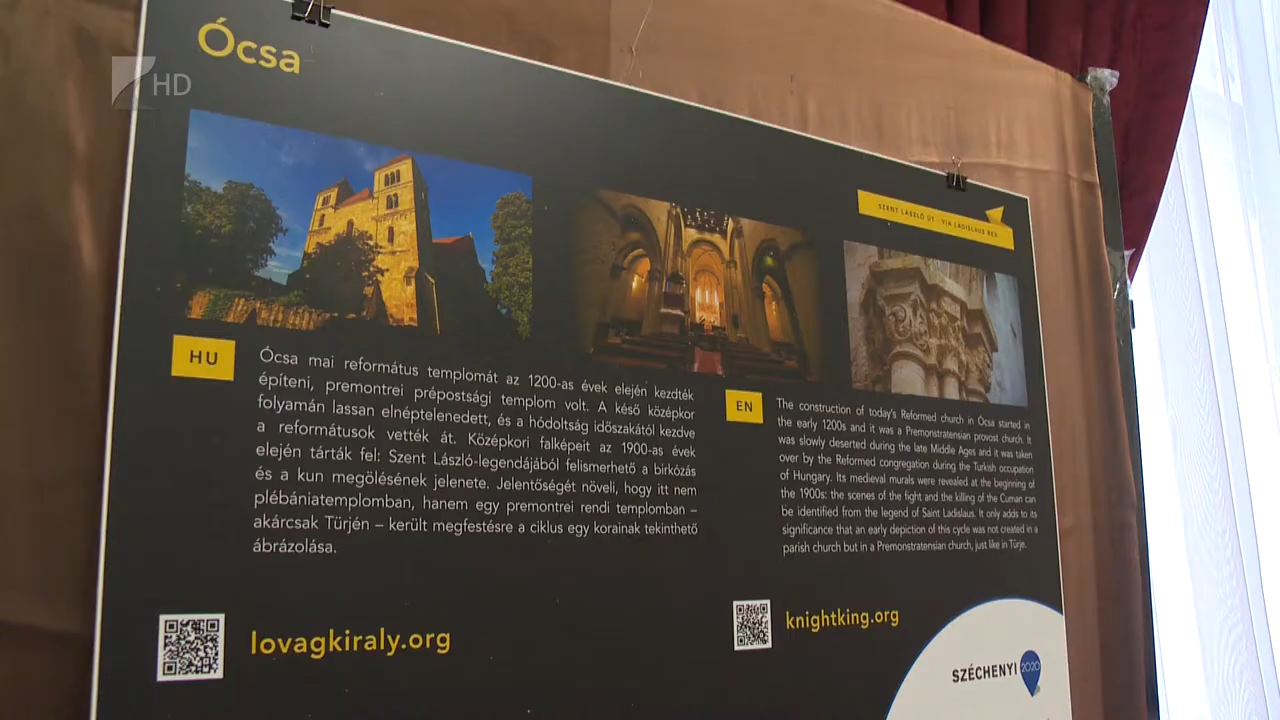 Ócsa
HD
SZENT LÁSZLÓ ÚT - VIA LADISLAUS REX
HU
Ócsa mai református templomát az 1200-as évek elején kezdték
építeni, premontrei prépostsági templom volt. A késő középkor
folyamán lassan elnéptelenedett, és a hódoltság időszakától kezdve
a reformátusok vették át. Középkori falképeit az 1900-as évek
elején tárták fel: Szent László-legendájából felismerhető a birkózás
és a kun megölésének jelenete. Jelentőségét növeli, hogy itt nem
plébániatemplomban, hanem egy premontrei rendi templomban –
akárcsak Türjén – került megfestésre a ciklus egy korainak tekinthető
ábrázolása.
EN
The construction of today's Reformed church in Ócsa started in
the early 1200s and it was a Premonstratensian provost church. It
was slowly deserted during the late Middle Ages and it was taken
over by the Reformed congregation during the Turkish occupation
of Hungary. Its medieval murals were revealed at the beginning of
the 1900s: the scenes of the fight and the killing of the Cuman can
be identified from the legend of Saint Ladislaus. It only adds to its
significance that an early depiction of this cycle was not created in a
parish church but in a Premonstratensian church, just like in Türje.
lovagkiraly.org
knightking.org
SZÉCHENYI 2020